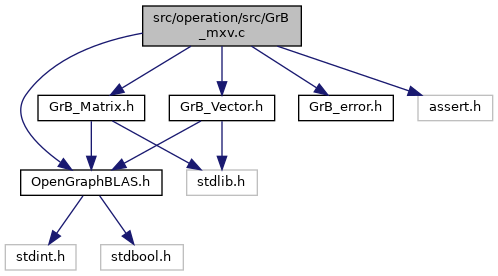 src/operation/src/GrB
_mxv.c
GrB_Matrix.h
GrB_Vector.h
GrB_error.h
assert.h
OpenGraphBLAS.h
stdlib.h
stdint.h
stdbool.h